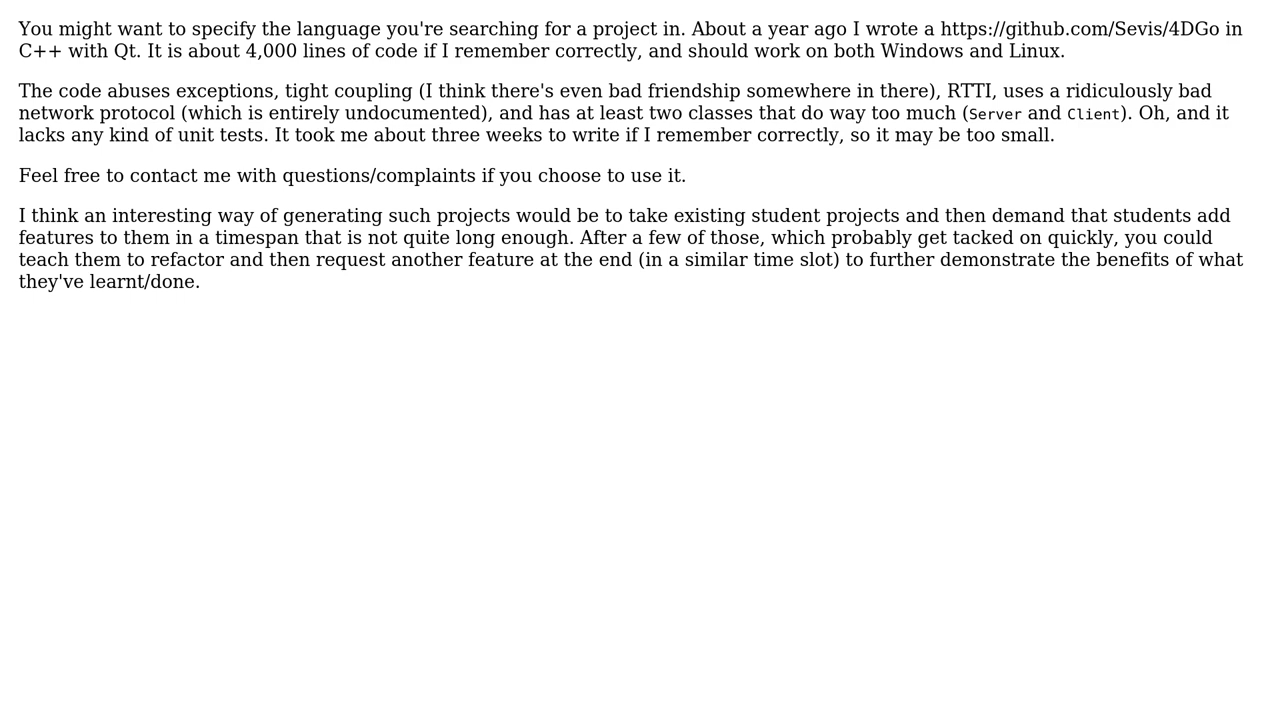 You might want to specify the language you're searching for a project in. About a year ago I wrote a https://github.com/Sevis/4DGo in
C++ with Qt. It is about 4,000 lines of code if I remember correctly, and should work on both Windows and Linux.
The code abuses exceptions, tight coupling (I think there's even bad friendship somewhere in there), RTTI, uses a ridiculously bad
network protocol (which is entirely undocumented), and has at least two classes that do way too much (Server and Client). Oh, and it
lacks any kind of unit tests. It took me about three weeks to write if I remember correctly, so it may be too small.
Feel free to contact me with questions/complaints if you choose to use it.
I think an interesting way of generating such projects would be to take existing student projects and then demand that students add
features to them in a timespan that is not quite long enough. After a few of those, which probably get tacked on quickly, you could
teach them to refactor and then request another feature at the end (in a similar time slot) to further demonstrate the benefits of what
they've learnt/done.